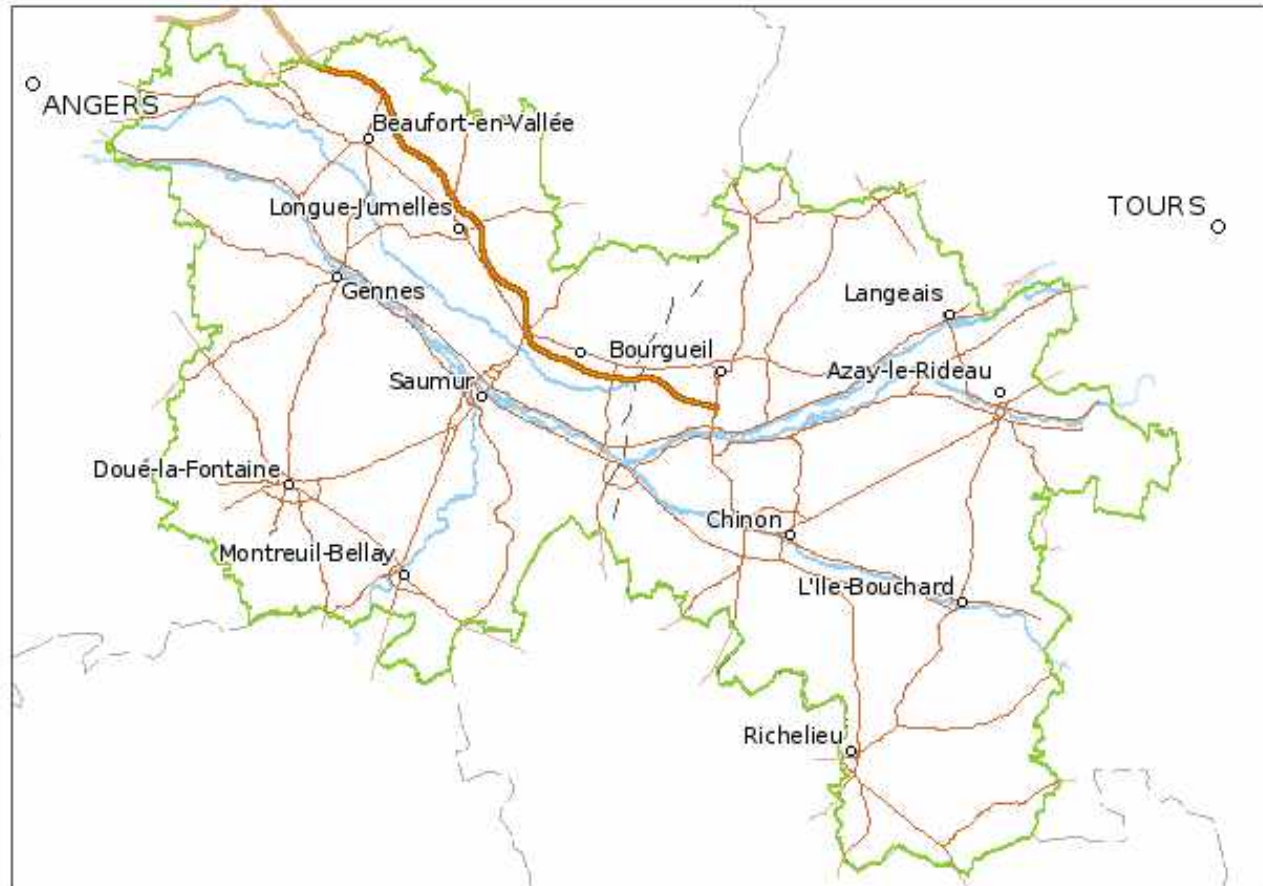 ANGERS
Beaufort-en-Vallée
Longue-Jumelles
TOURS
Gennes
Langeais
Bourgueil
Azay-le-Rideau
Saumur
Doué-la-Fontaine
Chinon
Montreuil-Bellay
L'Ile-Bouchard
Richelieu